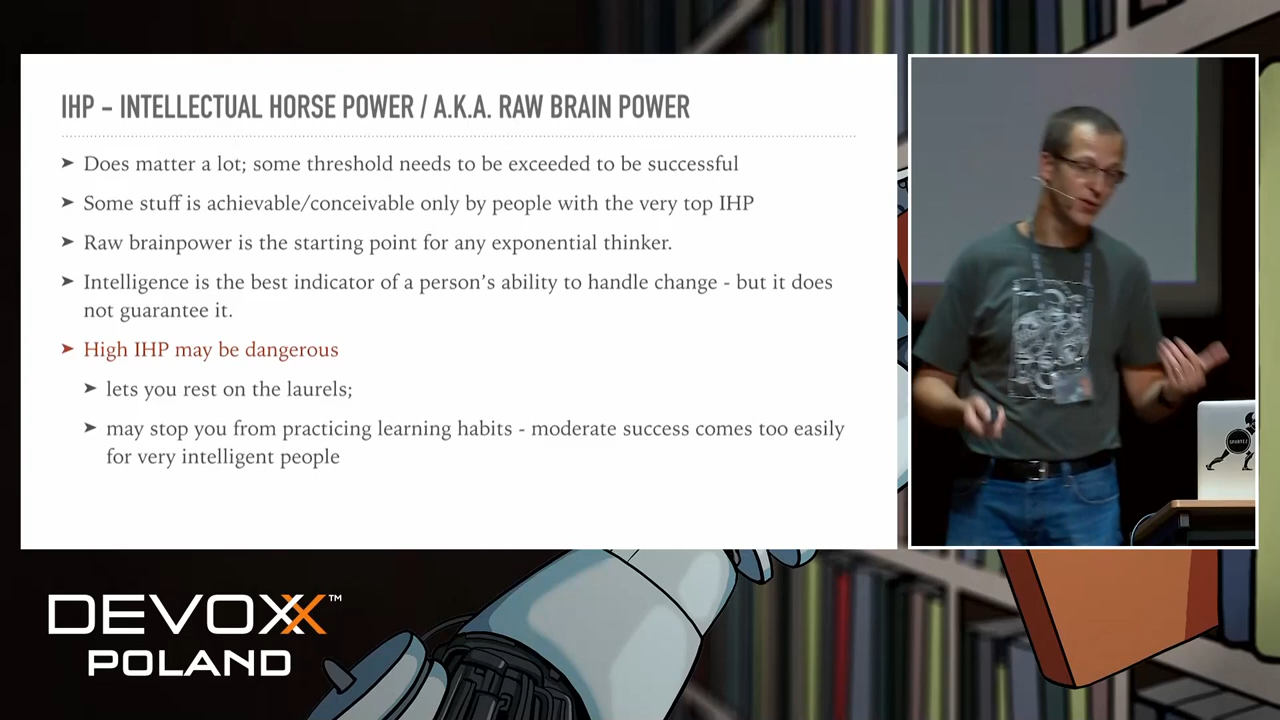 IHP – INTELLECTUAL HORSE POWER / A.K.A. RAW BRAIN POWER
➤ Does matter a lot; some threshold needs to be exceeded to be successful
➤ Some stuff is achievable/conceivable only by people with the very top IHP
➤ Raw brainpower is the starting point for any exponential thinker.
➤ Intelligence is the best indicator of a person’s ability to handle change - but it does
not guarantee it.
➤ High IHP may be dangerous
➤ lets you rest on the laurels;
➤ may stop you from practicing learning habits - moderate success comes too easily
for very intelligent people
DEVOXX™
POLAND